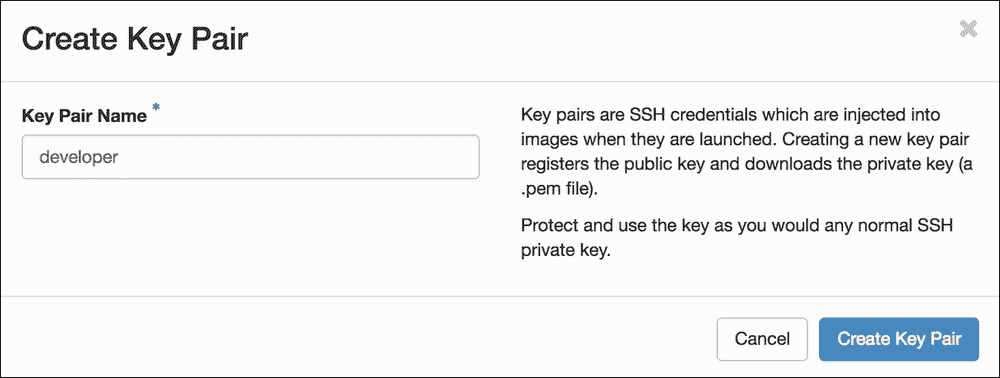 Create Key Pair
Key Pair Name *
developer
Key pairs are SSH credentials which are injected into
images when they are launched. Creating a new key pair
registers the public key and downloads the private key (a
.pem file).
Protect and use the key as you would any normal SSH
private key.
Cancel
Create Key Pair